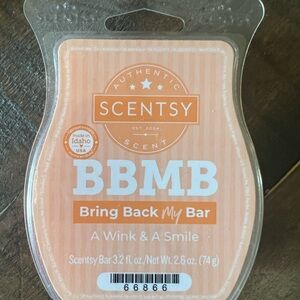 AUTHENTIC
SCENTSY
EST. 2004
SCENT
made in
Idaho
USA
BBMB
Bring Back My Bar
A Wink & A Smile
Scentsy Bar 3.2 fl. oz./Net Wt. 2.6 oz. (74 g)
66866